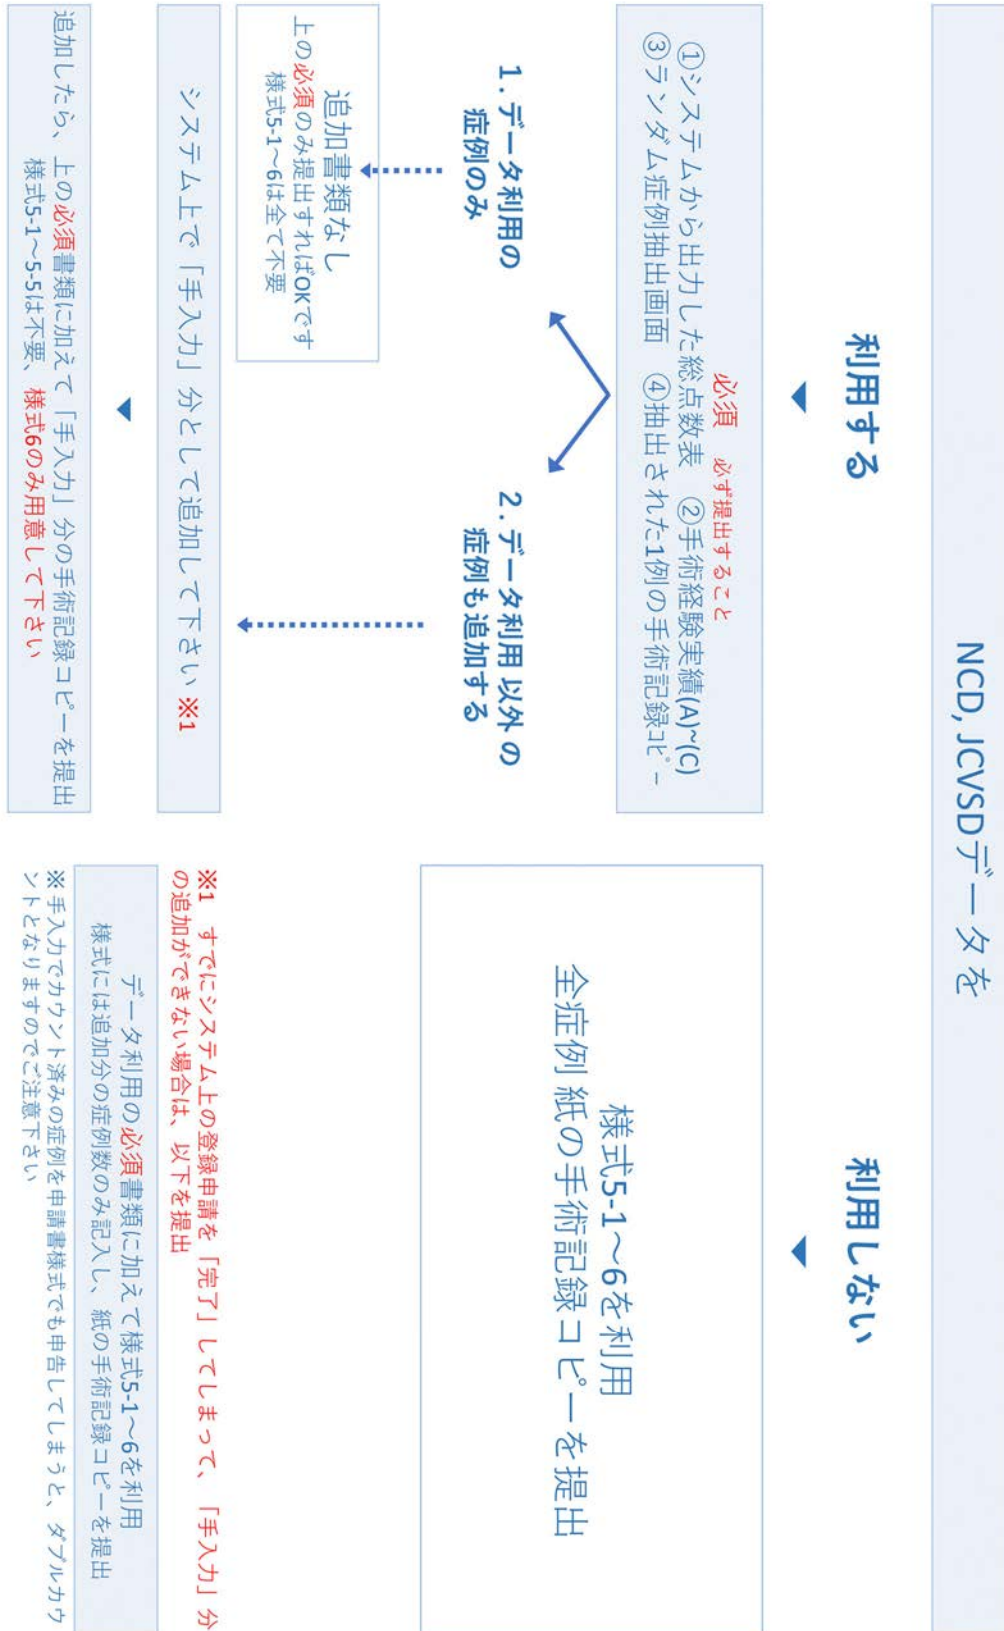 NCD, JCVSDデータを
利用する
必須　必ず提出すること
①システムから出力した総点数表　②手術経験実績(A)~(C)
③ランダム症例抽出画面　④抽出された1例の手術記録ｺﾋﾟｰ
1. データ利用の
症例のみ
追加書類なし
上の必須のみ提出すればOKです
様式5-1～6は全て不要
2. データ利用 以外 の
症例も追加する
システム上で「手入力」分として追加して下さい ※1
追加したら、上の必須書類に加えて「手入力」分の手術記録コピーを提出
様式5-1～5-5は不要、様式6のみ用意して下さい
利用しない
様式5-1～6を利用
全症例 紙の手術記録コピーを提出
※1　すでにシステム上の登録申請を「完了」してしまって、「手入力」分
の追加ができない場合は、以下を提出
データ利用の必須書類に加えて様式5-1～6を利用
様式には追加分の症例数のみ記入し、紙の手術記録コピーを提出
※ 手入力でカウント済みの症例を申請書様式でも申告してしまうと、ダブルカウ
ントとなりますのでご注意下さい